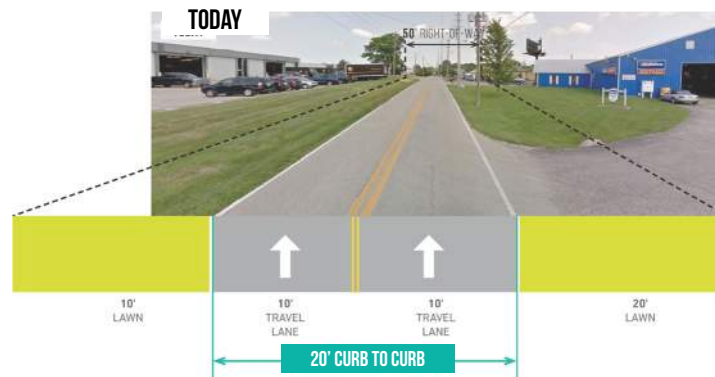 TODAY
50' RIGHT-OF-WAY
10'
LAWN
10'
TRAVEL
LANE
10'
TRAVEL
LANE
20'
LAWN
20' CURB TO CURB